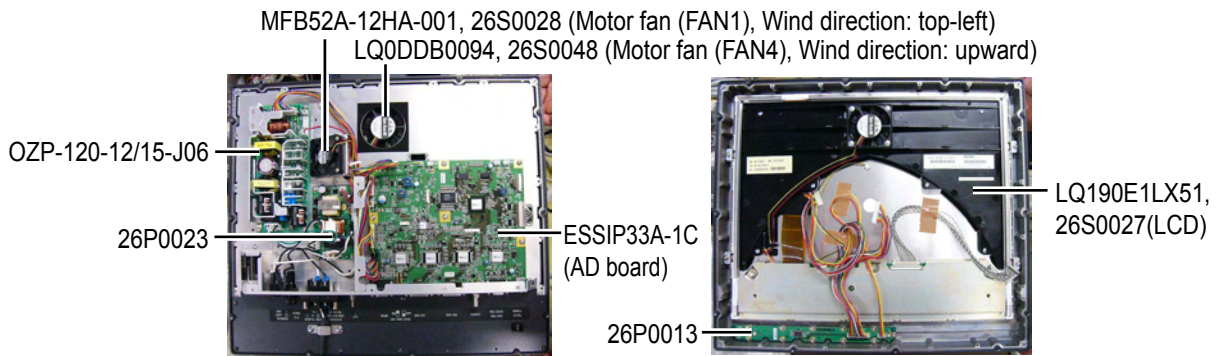 MFB52A-12HA-001, 26S0028 (Motor fan (FAN1), Wind direction: top-left)
LQ0DDB0094, 26S0048 (Motor fan (FAN4), Wind direction: upward)
OZP-120-12/15-J06
26P0023
ESSIP33A-1C
(AD board)
LQ190E1LX51,
26S0027(LCD)
26P0013